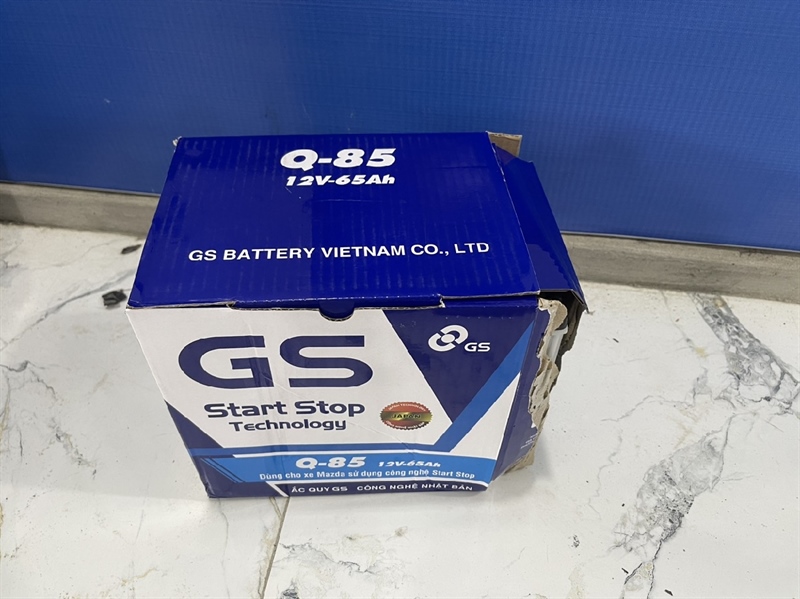 Q-85
12V-65Ah
GS BATTERY VIETNAM CO., LTD
GS
GS
Start Stop
Technology
JAPAN
Q-85 12V-65Ah
Dùng cho xe Mazda sử dụng công nghệ Start Stop
ẮC QUY GS CÔNG NGHỆ NHẬT BẢN